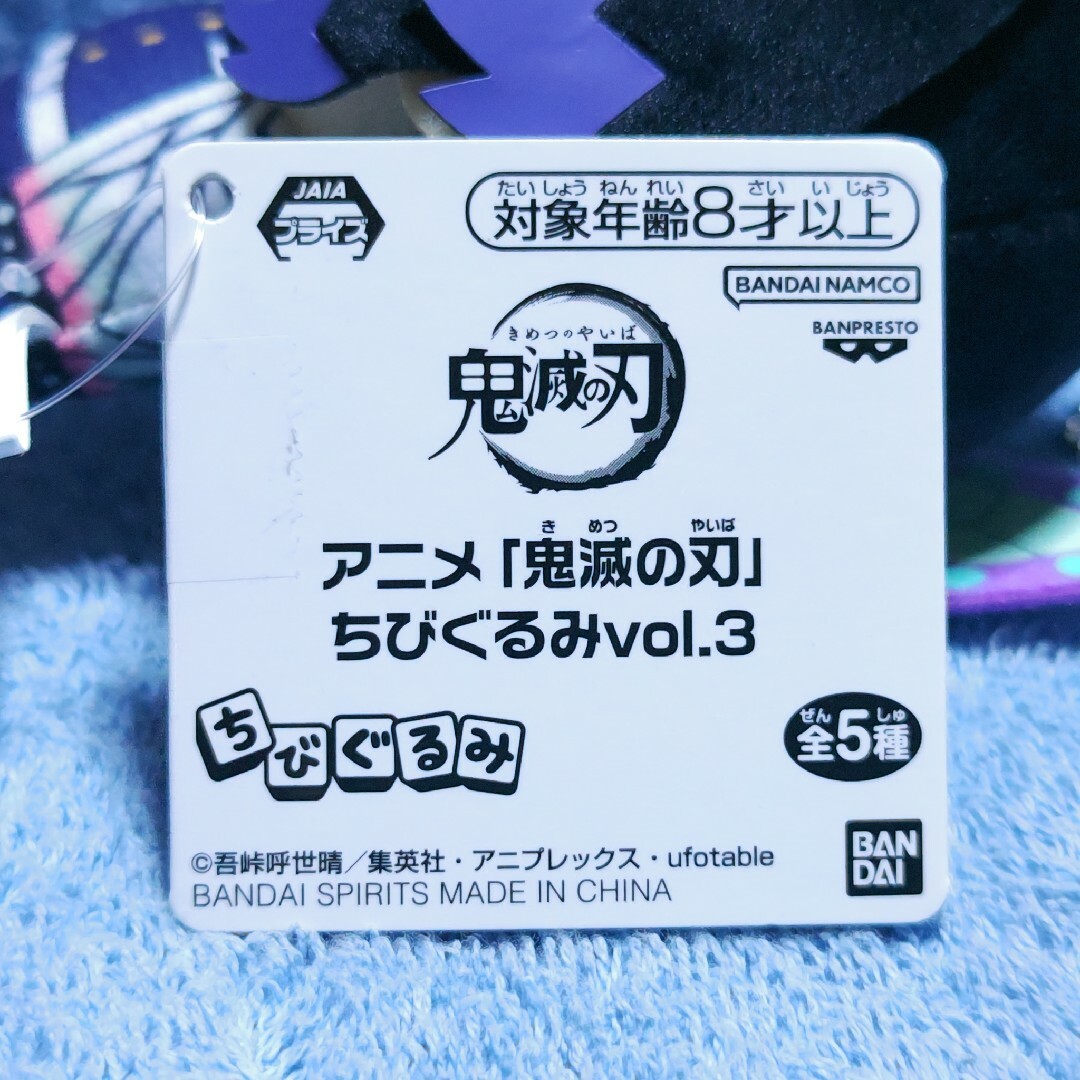 JAIA
プライズ
たいしょうねんれい さいいじょう
対象年齢8才以上
BANDAI NAMCO
BANPRESTO
きめつのやいば
鬼滅の刃
き めつ やいば
アニメ「鬼滅の刃」
ちびぐるみvol.3
ちびぐるみ
ぜん しゅ
全5種
©吾峠呼世晴／集英社・アニプレックス・ufotable
BANDAI SPIRITS MADE IN CHINA
BAN
DAI